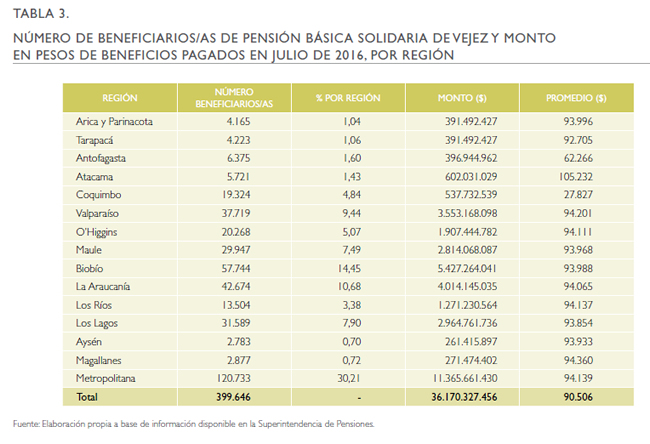 TABLA 3.
NÚMERO DE BENEFICIARIOS/AS DE PENSIÓN BÁSICA SOLIDARIA DE VEJEZ Y MONTO
EN PESOS DE BENEFICIOS PAGADOS EN JULIO DE 2016, POR REGIÓN
REGIÓN NÚMERO BENEFICIARIOS/AS % POR REGIÓN MONTO ($) PROMEDIO ($)
Arica y Parinacota 4.165 1,04 391.492.427 93.996
Tarapacá 4.223 1,06 391.492.427 92.705
Antofagasta 6.375 1,60 396.944.962 62.266
Atacama 5.721 1,43 602.031.029 105.232
Coquimbo 19.324 4,84 537.732.539 27.827
Valparaíso 37.719 9,44 3.553.168.098 94.201
O'Higgins 20.268 5,07 1.907.444.782 94.111
Maule 29.947 7,49 2.814.068.087 93.968
Biobío 57.744 14,45 5.427.264.041 93.988
La Araucanía 42.674 10,68 4.014.145.035 94.065
Los Ríos 13.504 3,38 1.271.230.564 94.137
Los Lagos 31.589 7,90 2.964.761.736 93.854
Aysén 2.783 0,70 261.415.897 93.933
Magallanes 2.877 0,72 271.474.402 94.360
Metropolitana 120.733 30,21 11.365.661.430 94.139
Total 399.646 - 36.170.327.456 90.506
Fuente: Elaboración propia a base de información disponible en la Superintendencia de Pensiones.